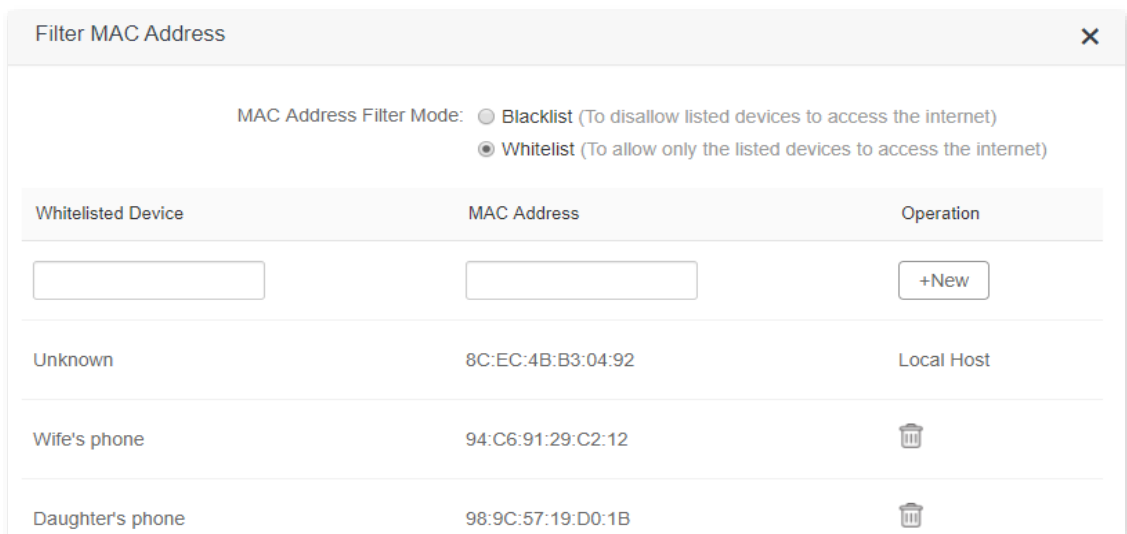 Filter MAC Address
MAC Address Filter Mode: Blacklist (To disallow listed devices to access the internet)
Whitelist (To allow only the listed devices to access the internet)
Whitelisted Device MAC Address Operation
+New
Unknown 8C:EC:4B:B3:04:92 Local Host
Wife's phone 94:C6:91:29:C2:12
Daughter's phone 98:9C:57:19:D0:1B